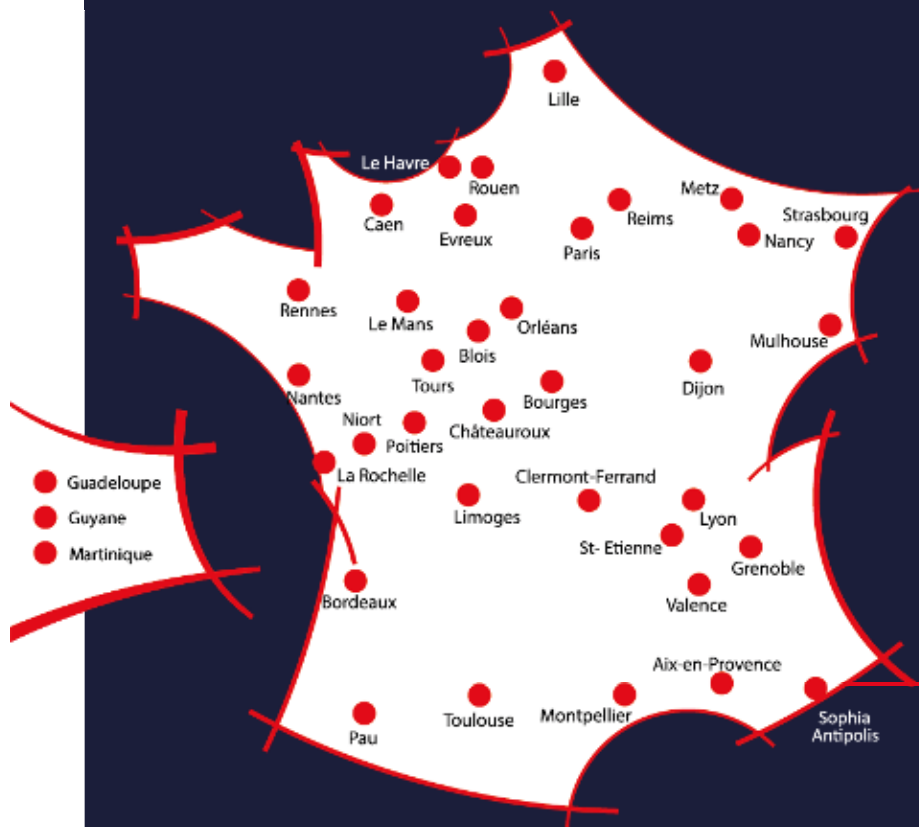 Lille
Le Havre
Rouen
Metz
Strasbourg
Reims
Caen
Evreux
Paris
Nancy
Rennes
Le Mans
Orléans
Mulhouse
Blois
Tours
Dijon
Nantes
Bourges
Niort
Châteauroux
Poitiers
La Rochelle
Clermont-Ferrand
Guadeloupe
Guyane
Limoges
Lyon
St- Etienne
Martinique
Grenoble
Bordeaux
Valence
Aix-en-Provence
Montpellier
Toulouse
Sophia
Antipolis
Pau